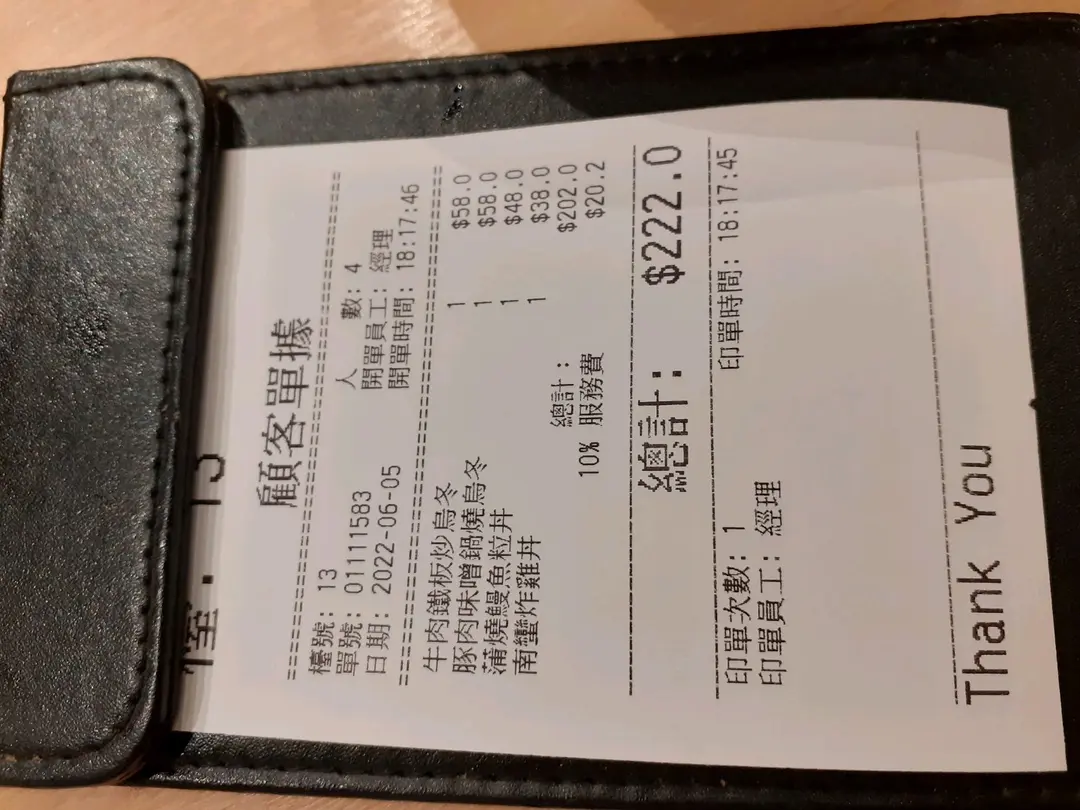 檯: 13
顧客單據
檯號: 13 人 數: 4
單號: 01111583 開單員工: 經理
日期: 2022-06-05 開單時間: 18:17:46
牛肉鐵板炒烏冬 1 $58.0
豚肉味噌鍋燒烏冬 1 $58.0
蒲燒鰻魚粒丼 1 $48.0
南蠻炸雞丼 1 $38.0
總計: $202.0
10% 服務費 $20.2
總計: $222.0
印單次數: 1 印單時間: 18:17:45
印單員工: 經理
Thank You